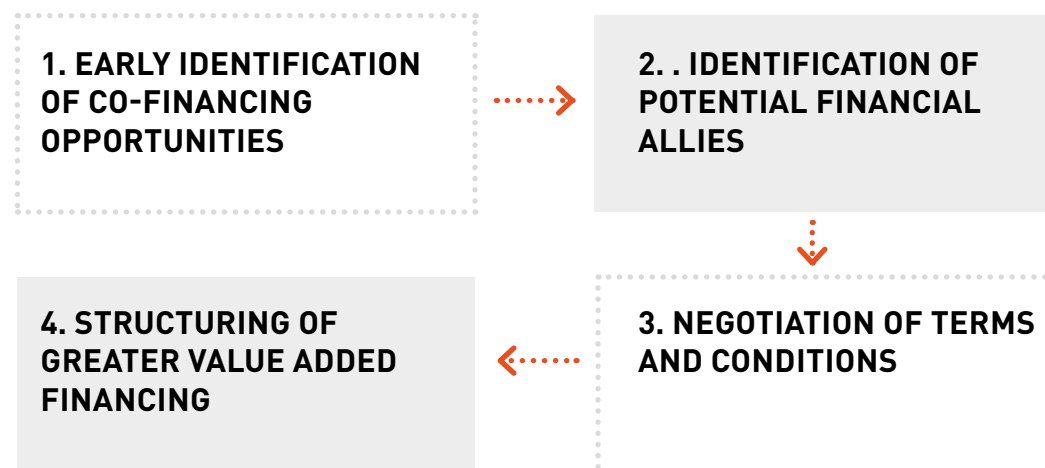 1. EARLY IDENTIFICATION
OF CO-FINANCING
OPPORTUNITIES
2. . IDENTIFICATION OF
POTENTIAL FINANCIAL
ALLIES
3. NEGOTIATION OF TERMS
AND CONDITIONS
4. STRUCTURING OF
GREATER VALUE ADDED
FINANCING